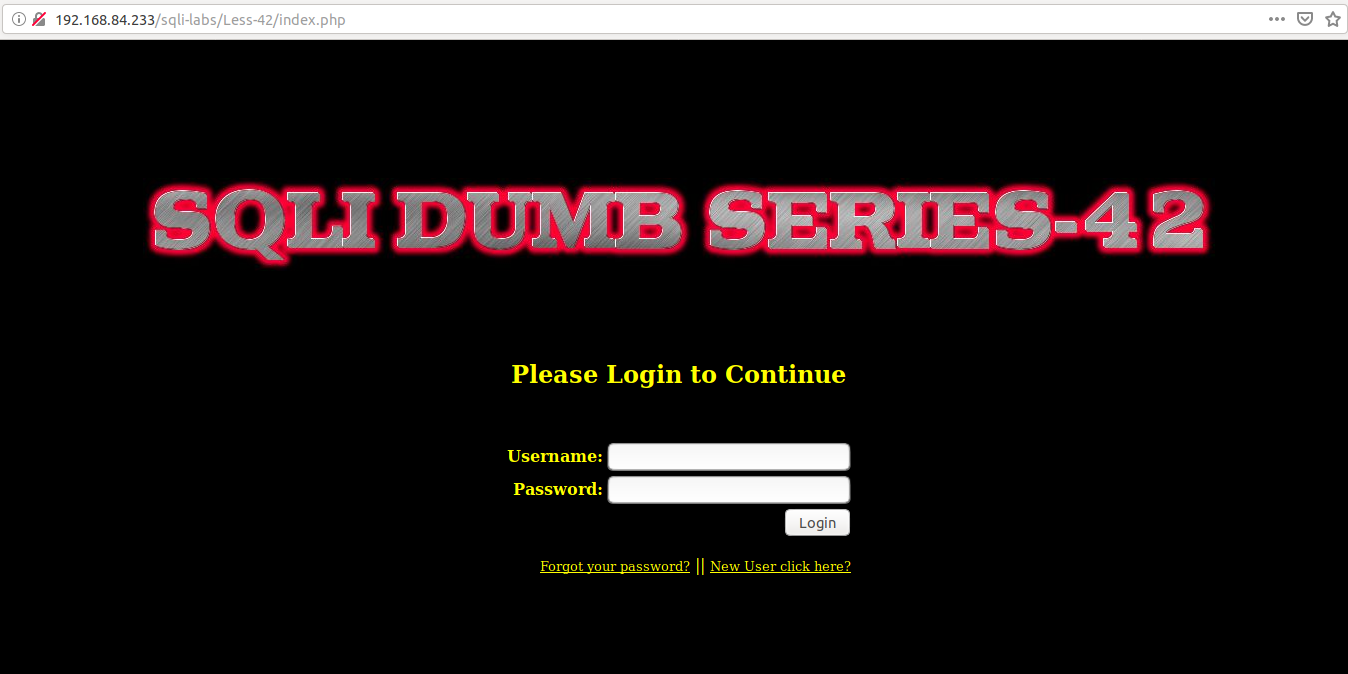 192.168.84.233/sqli-labs/Less-42/index.php
SQLI DUMB SERIES-42
Please Login to Continue
Username:
Password:
Login
Forgot your password? || New User click here?